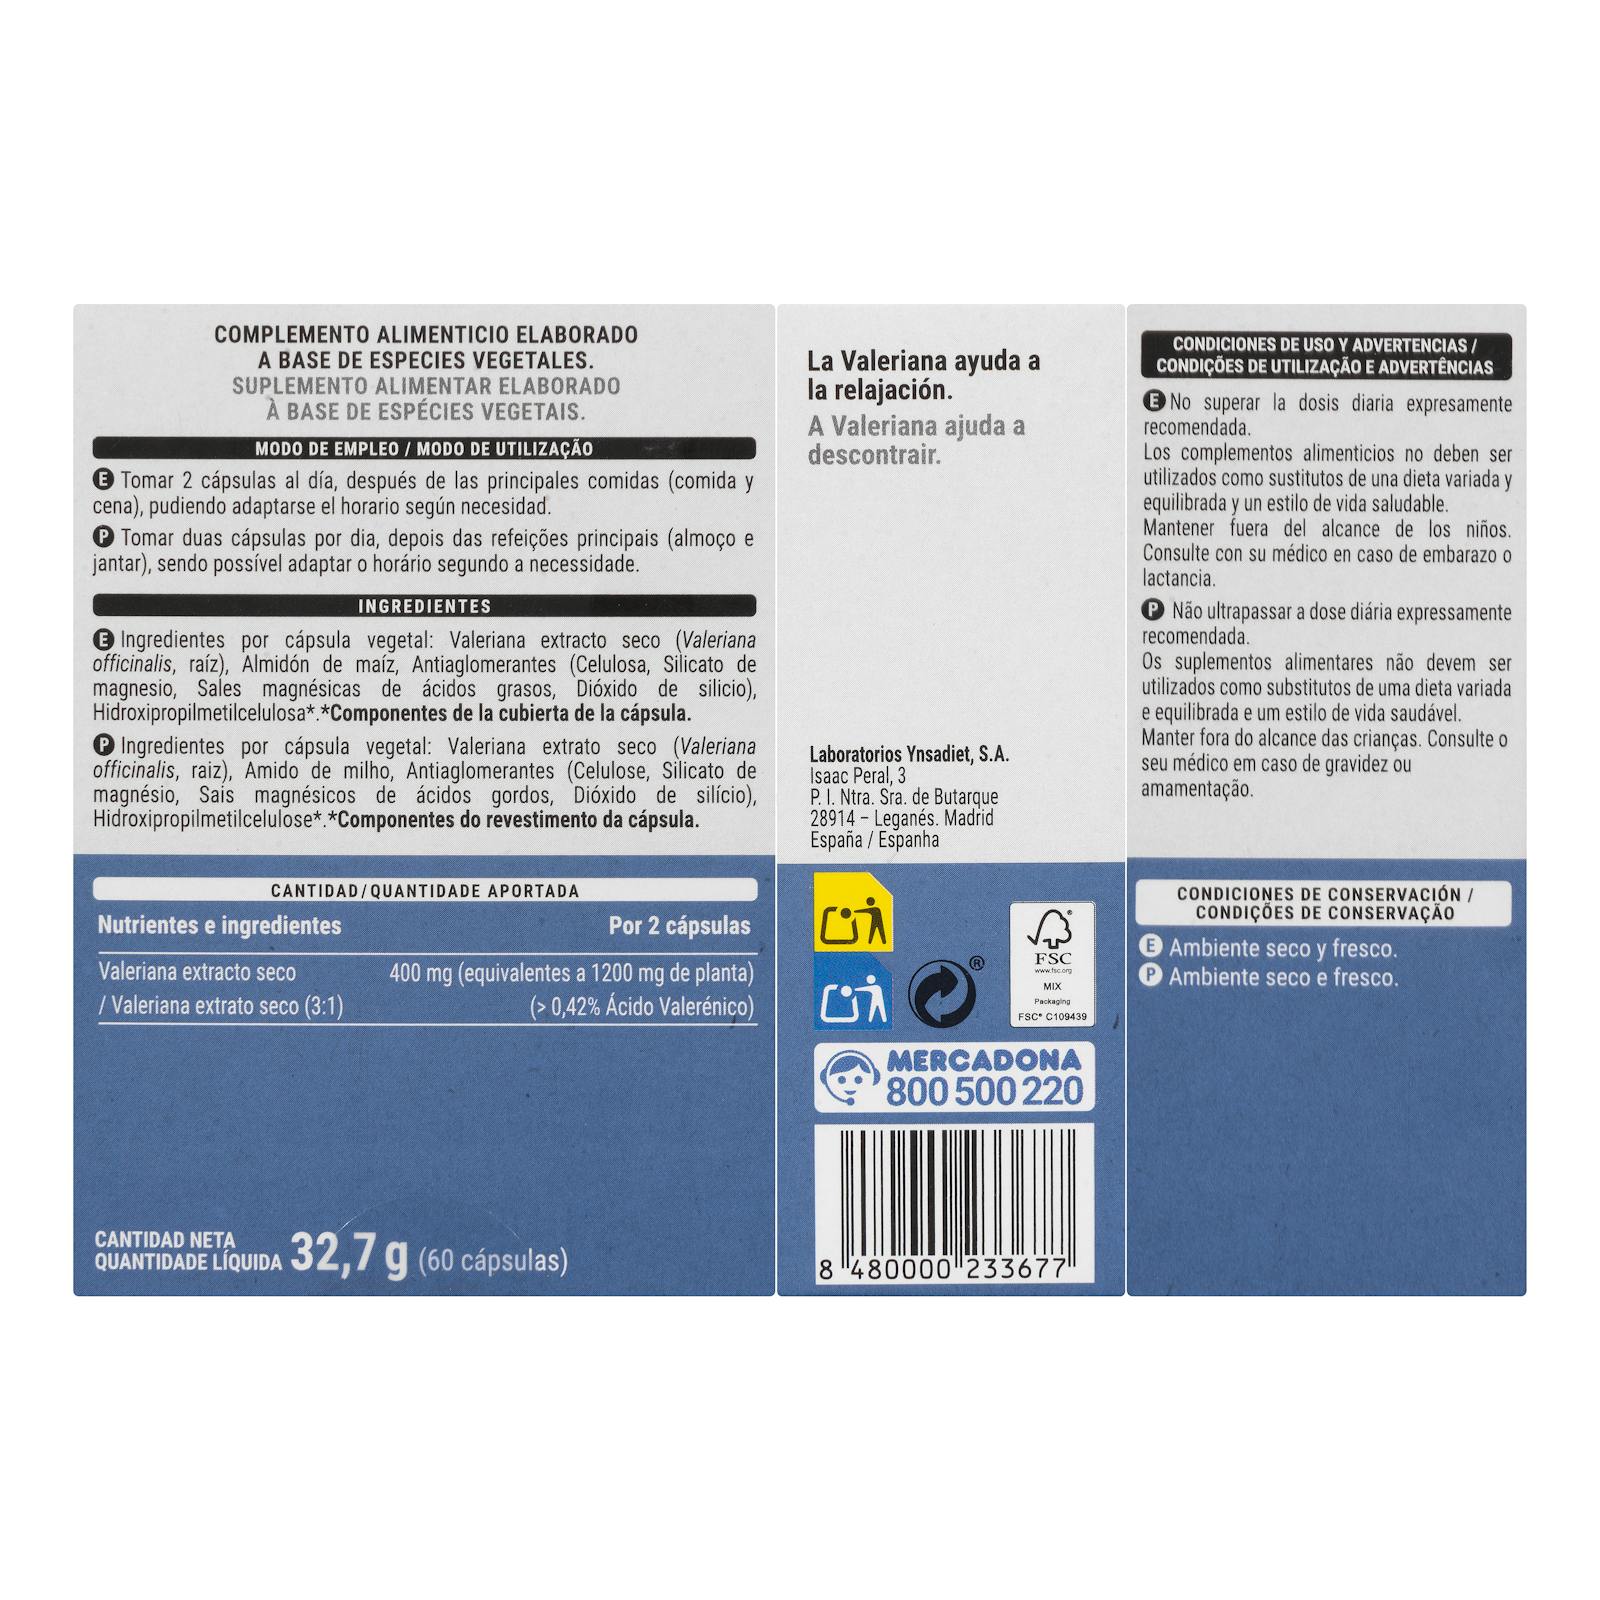 COMPLEMENTO ALIMENTICIO ELABORADO
A BASE DE ESPECIES VEGETALES.
SUPLEMENTO ALIMENTAR ELABORADO
À BASE DE ESPÉCIES VEGETAIS.
MODO DE EMPLEO / MODO DE UTILIZAÇÃO
E Tomar 2 cápsulas al día, después de las principales comidas (comida y
cena), pudiendo adaptarse el horario según necesidad.
P Tomar duas cápsulas por dia, depois das refeições principais (almoço e
jantar), sendo possível adaptar o horário segundo a necessidade.
INGREDIENTES
E Ingredientes por cápsula vegetal: Valeriana extracto seco (Valeriana
officinalis, raíz), Almidón de maíz, Antiaglomerantes (Celulosa, Silicato de
magnesio, Sales magnésicas de ácidos grasos, Dióxido de silicio),
Hidroxipropilmetilcelulosa*.*Componentes de la cubierta de la cápsula.
P Ingredientes por cápsula vegetal: Valeriana extrato seco (Valeriana
officinalis, raiz), Amido de milho, Antiaglomerantes (Celulose, Silicato de
magnésio, Sais magnésicos de ácidos gordos, Dióxido de silício),
Hidroxipropilmetilcelulose*.*Componentes do revestimento da cápsula.
CANTIDAD/QUANTIDADE APORTADA
Nutrientes e ingredientes Por 2 cápsulas
Valeriana extracto seco 400 mg (equivalentes a 1200 mg de planta)
/ Valeriana extrato seco (3:1) (> 0,42% Ácido Valerénico)
CANTIDAD NETA
QUANTIDADE LÍQUIDA 32,7 g (60 cápsulas)
La Valeriana ayuda a
la relajación.
A Valeriana ajuda a
descontrair.
Laboratorios Ynsadiet, S.A.
Isaac Peral, 3
P. I. Ntra. Sra. de Butarque
28914 – Leganés. Madrid
España / Espanha
®
FSC
www.fsc.org
MIX
Packaging
FSC® C109439
MERCADONA
800 500 220
8 480000 233677
CONDICIONES DE USO Y ADVERTENCIAS /
CONDIÇÕES DE UTILIZAÇÃO E ADVERTÊNCIAS
E No superar la dosis diaria expresamente
recomendada.
Los complementos alimenticios no deben ser
utilizados como sustitutos de una dieta variada y
equilibrada y un estilo de vida saludable.
Mantener fuera del alcance de los niños.
Consulte con su médico en caso de embarazo o
lactancia.
P Não ultrapassar a dose diária expressamente
recomendada.
Os suplementos alimentares não devem ser
utilizados como substitutos de uma dieta variada
e equilibrada e um estilo de vida saudável.
Manter fora do alcance das crianças. Consulte o
seu médico em caso de gravidez ou
amamentação.
CONDICIONES DE CONSERVACIÓN /
CONDIÇÕES DE CONSERVAÇÃO
E Ambiente seco y fresco.
P Ambiente seco e fresco.